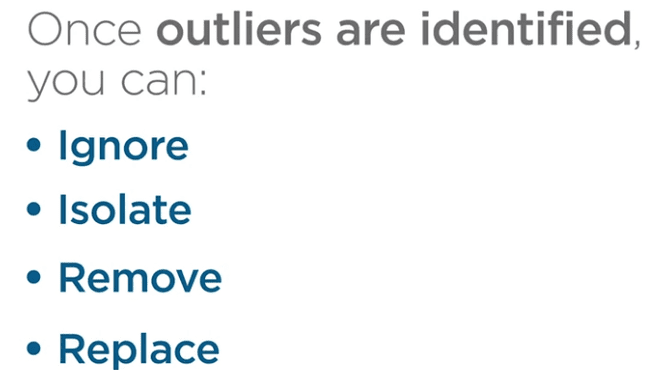 Once outliers are identified,
you can:
• Ignore
• Isolate
• Remove
• Replace